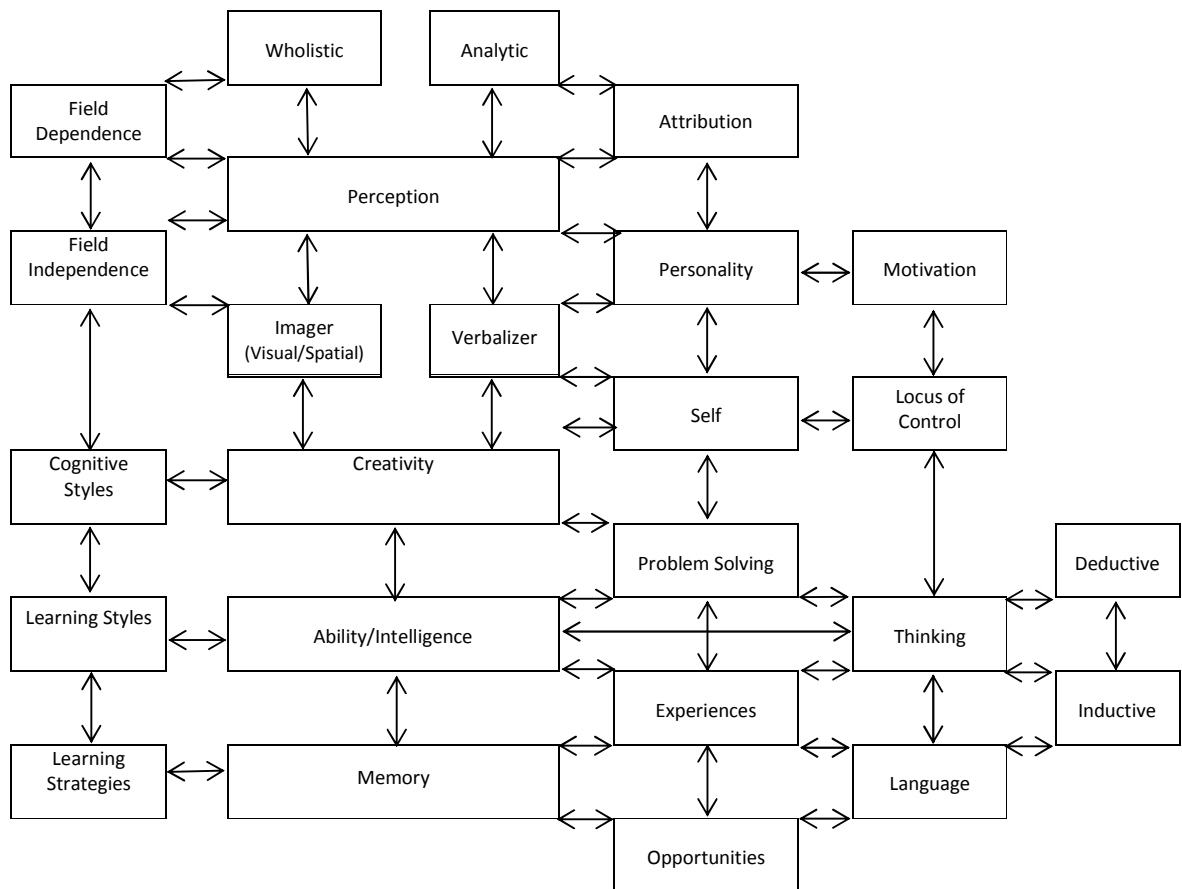 Wholistic
Analytic
Field
Dependence
Attribution
Perception
Field
Independence
Personality
Motivation
Imager
(Visual/Spatial)
Verbalizer
Self
Locus of
Control
Cognitive
Styles
Creativity
Problem Solving
Deductive
Learning Styles
Ability/Intelligence
Thinking
Experiences
Inductive
Learning
Strategies
Memory
Language
Opportunities